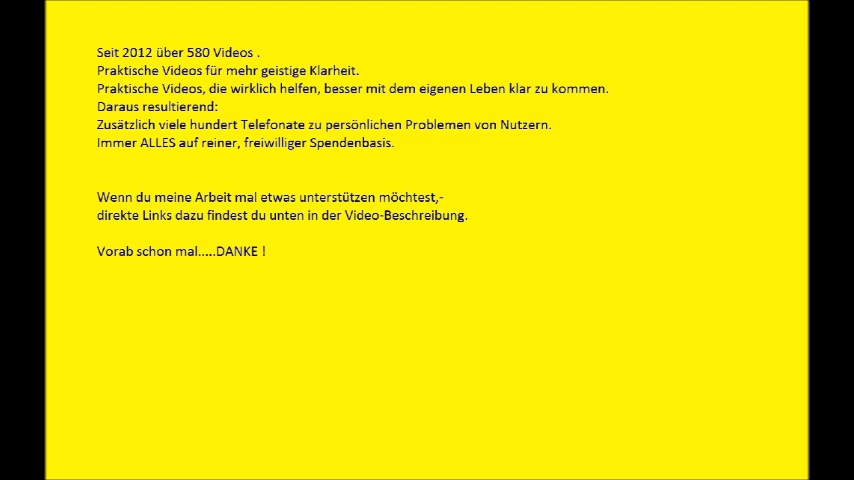 Seit 2012 über 580 Videos .
Praktische Videos für mehr geistige Klarheit.
Praktische Videos, die wirklich helfen, besser mit dem eigenen Leben klar zu kommen.
Daraus resultierend:
Zusätzlich viele hundert Telefonate zu persönlichen Problemen von Nutzern.
Immer ALLES auf reiner, freiwilliger Spendenbasis.
Wenn du meine Arbeit mal etwas unterstützen möchtest,-
direkte Links dazu findest du unten in der Video-Beschreibung.
Vorab schon mal.....DANKE !